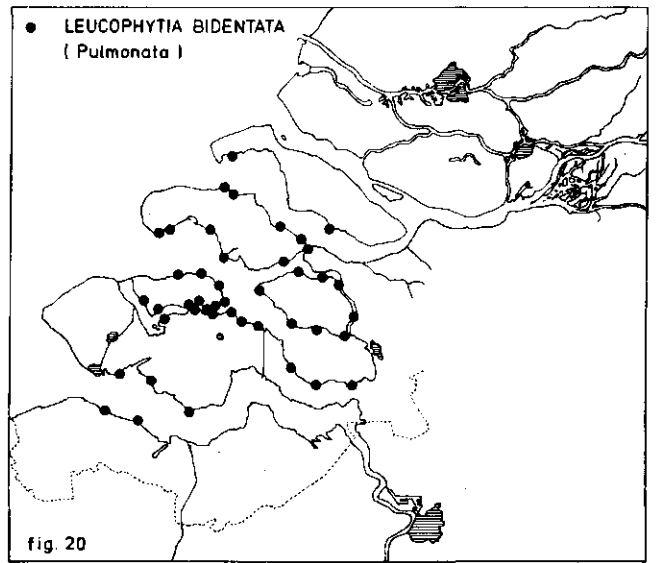 ● LEUCOPHYTIA BIDENTATA
( Pulmonata )
fig. 20